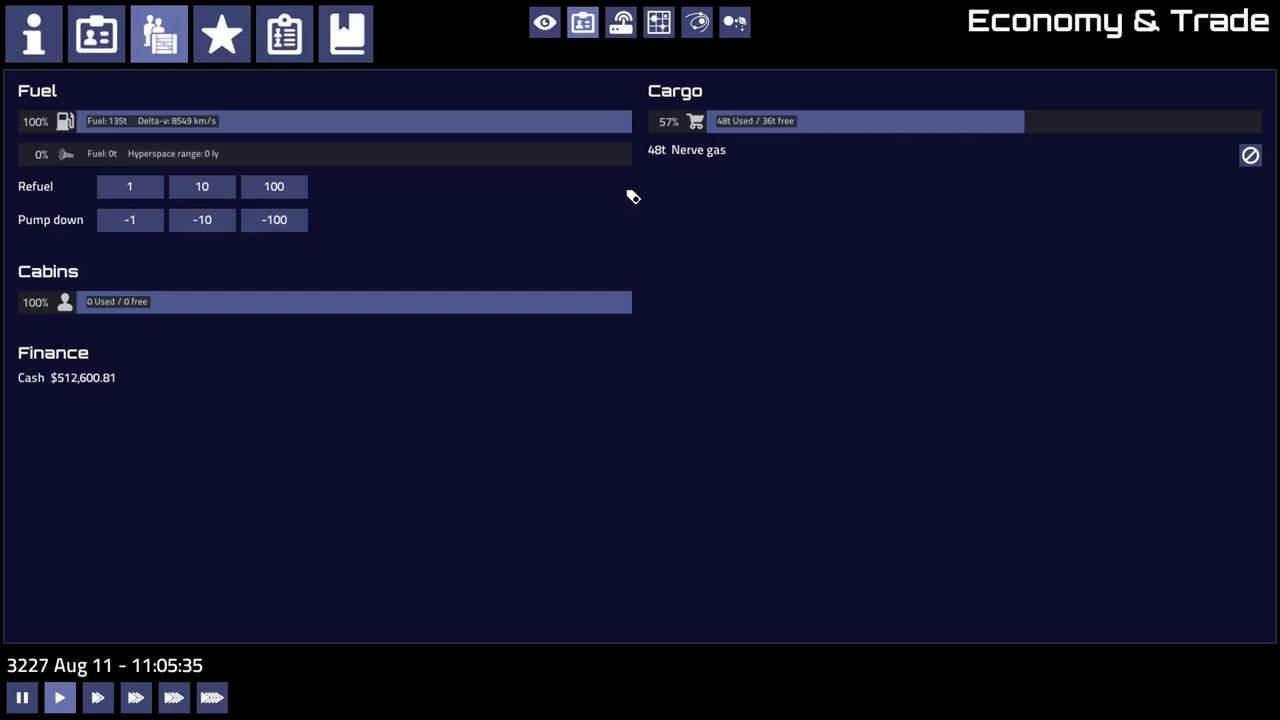 Economy & Trade
Fuel
100% Fuel: 135t Delta-v: 8549 km/s
0% Fuel: 0t Hyperspace range: 0 ly
Refuel 1 10 100
Pump down -1 -10 -100
Cabins
100% 0 Used / 0 free
Finance
Cash $512,600.81
Cargo
57% 48t Used / 36t free
48t Nerve gas
3227 Aug 11 - 11:05:35